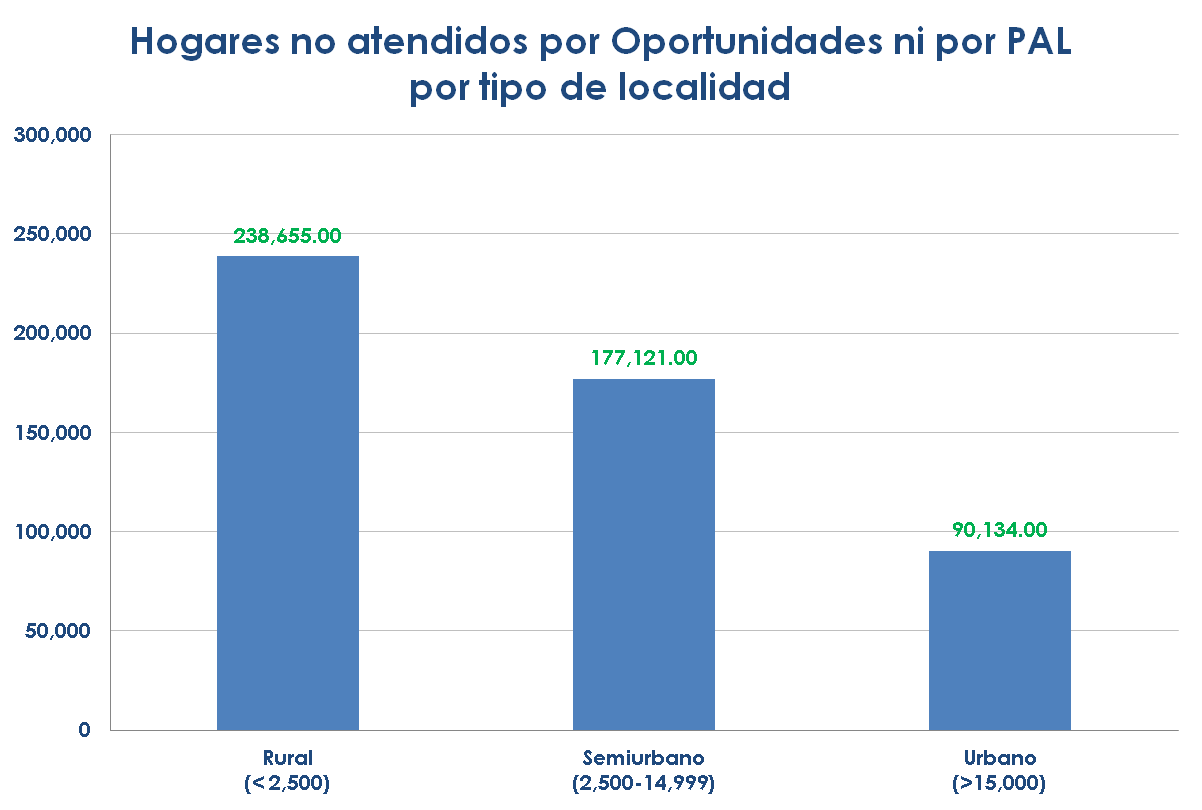 Hogares no atendidos por Oportunidades ni por PAL
por tipo de localidad
300,000
250,000
200,000
150,000
100,000
50,000
0
238,655.00
177,121.00
90,134.00
Rural
(<2,500)
Semiurbano
(2,500-14,999)
Urbano
(>15,000)